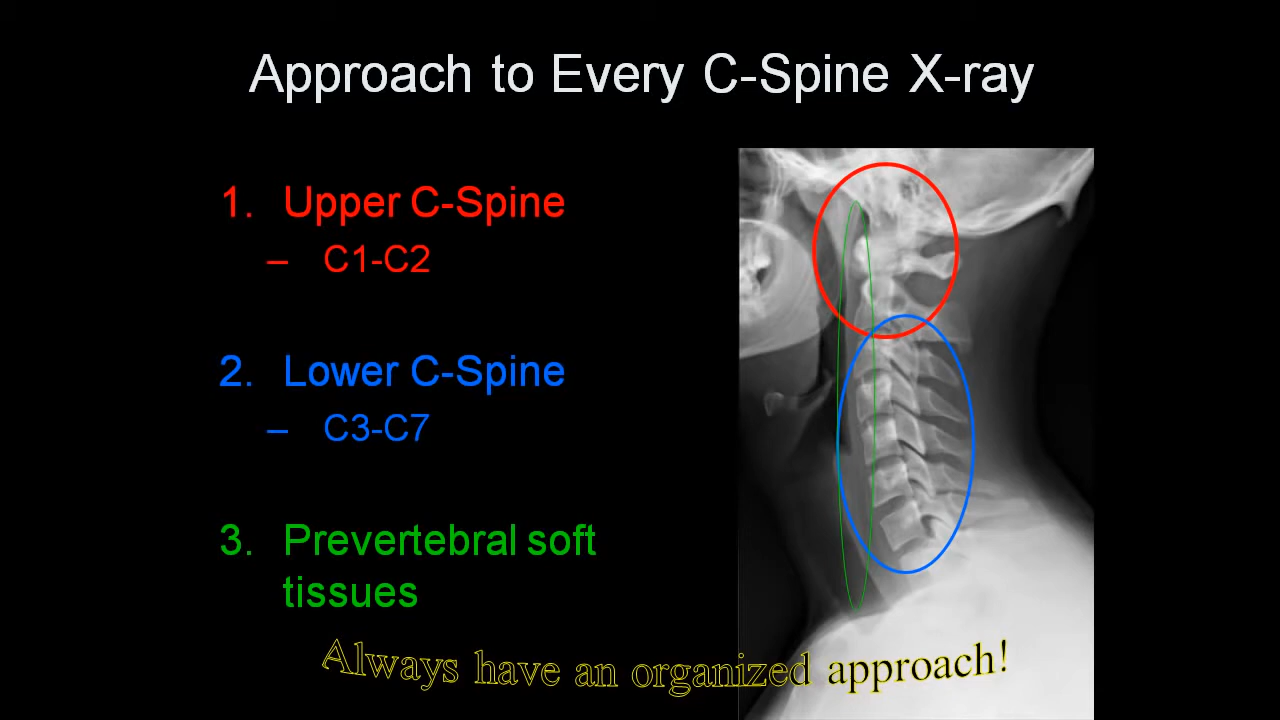 Approach to Every C-Spine X-ray
1. Upper C-Spine
– C1-C2
2. Lower C-Spine
– C3-C7
3. Prevertebral soft
tissues
Always have an organized approach!